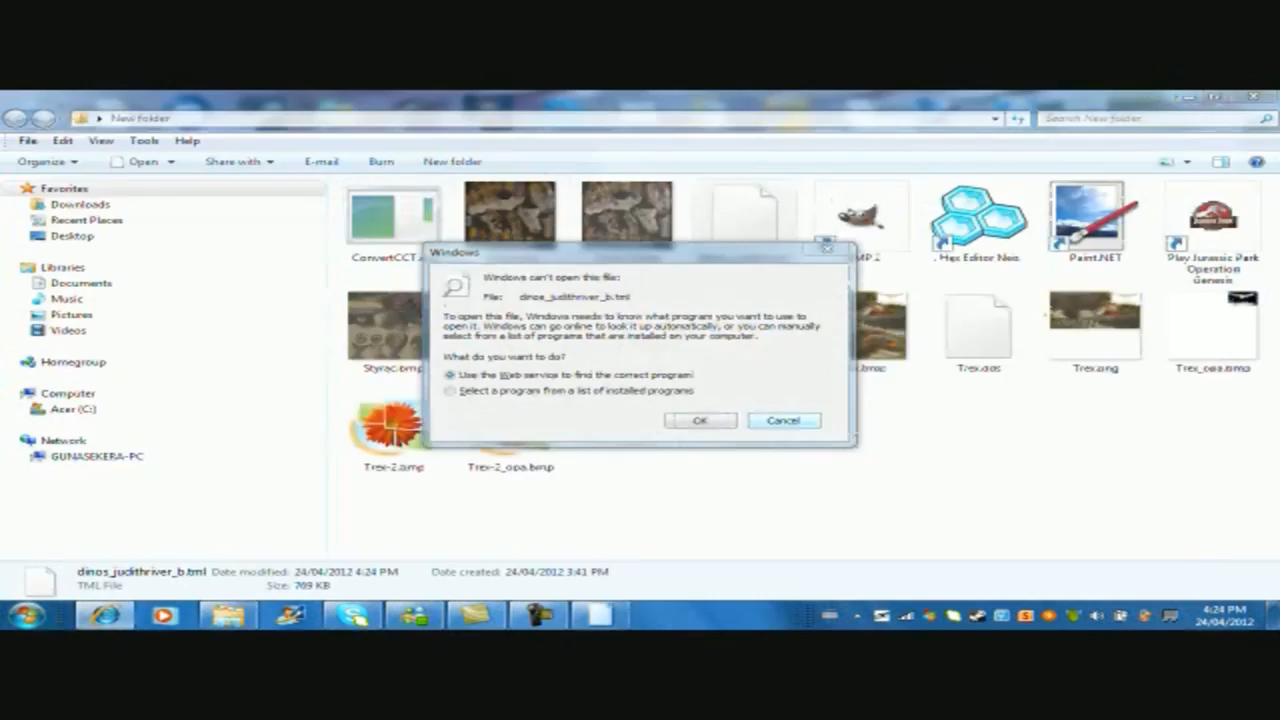 New folder
Search New folder
File Edit View Tools Help
Organize Open Share with E-mail Burn New folder
Favorites
Downloads
Recent Places
Desktop
Libraries
Documents
Music
Pictures
Videos
Homegroup
Computer
Acer (C:)
Network
GUNASEKERA-PC
ConvertCCT
Hex Editor Neo
Paint.NET
Play Jurassic Park
Operation
Genesis
Styrac.bmp
Trex.png
Trex_opa.bmp
Trex-2.bmp
Trex-2_opa.bmp
Windows
Windows can't open this file:
File: dinos_judithriver_b.tml
To open this file, Windows needs to know what program you want to use to
open it. Windows can go online to look it up automatically, or you can manually
select from a list of programs that are installed on your computer.
What do you want to do?
Use the Web service to find the correct program
Select a program from a list of installed programs
OK
Cancel
dinos_judithriver_b.tml Date modified: 24/04/2012 4:24 PM Date created: 24/04/2012 3:41 PM
TML File Size: 769 KB
4:24 PM
24/04/2012